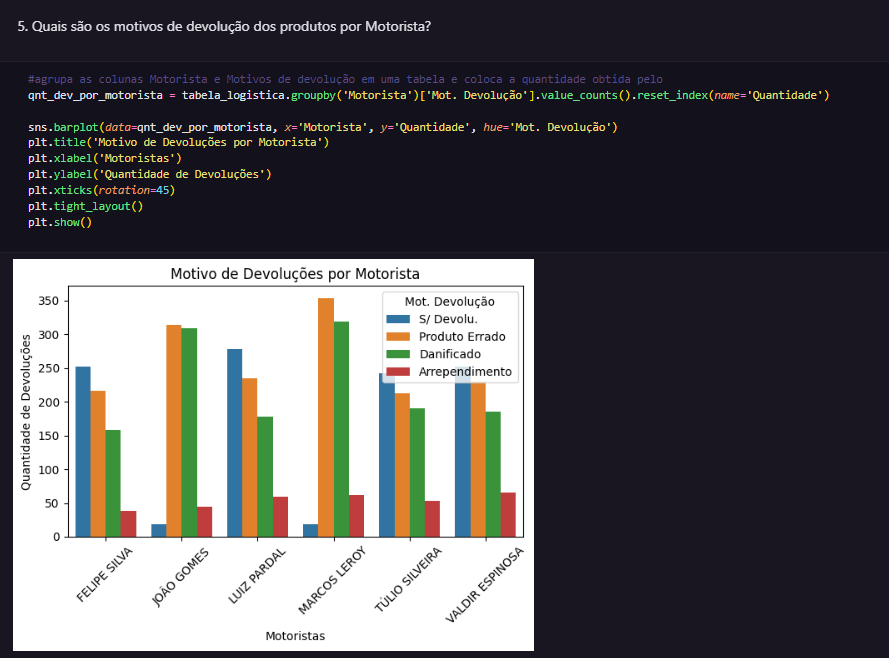 5. Quais são os motivos de devolução dos produtos por Motorista?
#agrupa as colunas Motorista e Motivos de devolução em uma tabela e coloca a quantidade obtida pelo
qnt_dev_por_motorista = tabela_logistica.groupby('Motorista')['Mot. Devolução'].value_counts().reset_index(name='Quantidade')
sns.barplot(data=qnt_dev_por_motorista, x='Motorista', y='Quantidade', hue='Mot. Devolução')
plt.title('Motivo de Devoluções por Motorista')
plt.xlabel('Motoristas')
plt.ylabel('Quantidade de Devoluções')
plt.xticks(rotation=45)
plt.tight_layout()
plt.show()
Motivo de Devoluções por Motorista
Quantidade de Devoluções
350
300
250
200
150
100
50
0
Mot. Devolução
S/ Devolu.
Produto Errado
Danificado
Arrependimento
FELIPE SILVA
JOÃO GOMES
LUIZ PARDAL
MARCOS LEROY
TÚLIO SILVEIRA
VALDIR ESPINOSA
Motoristas